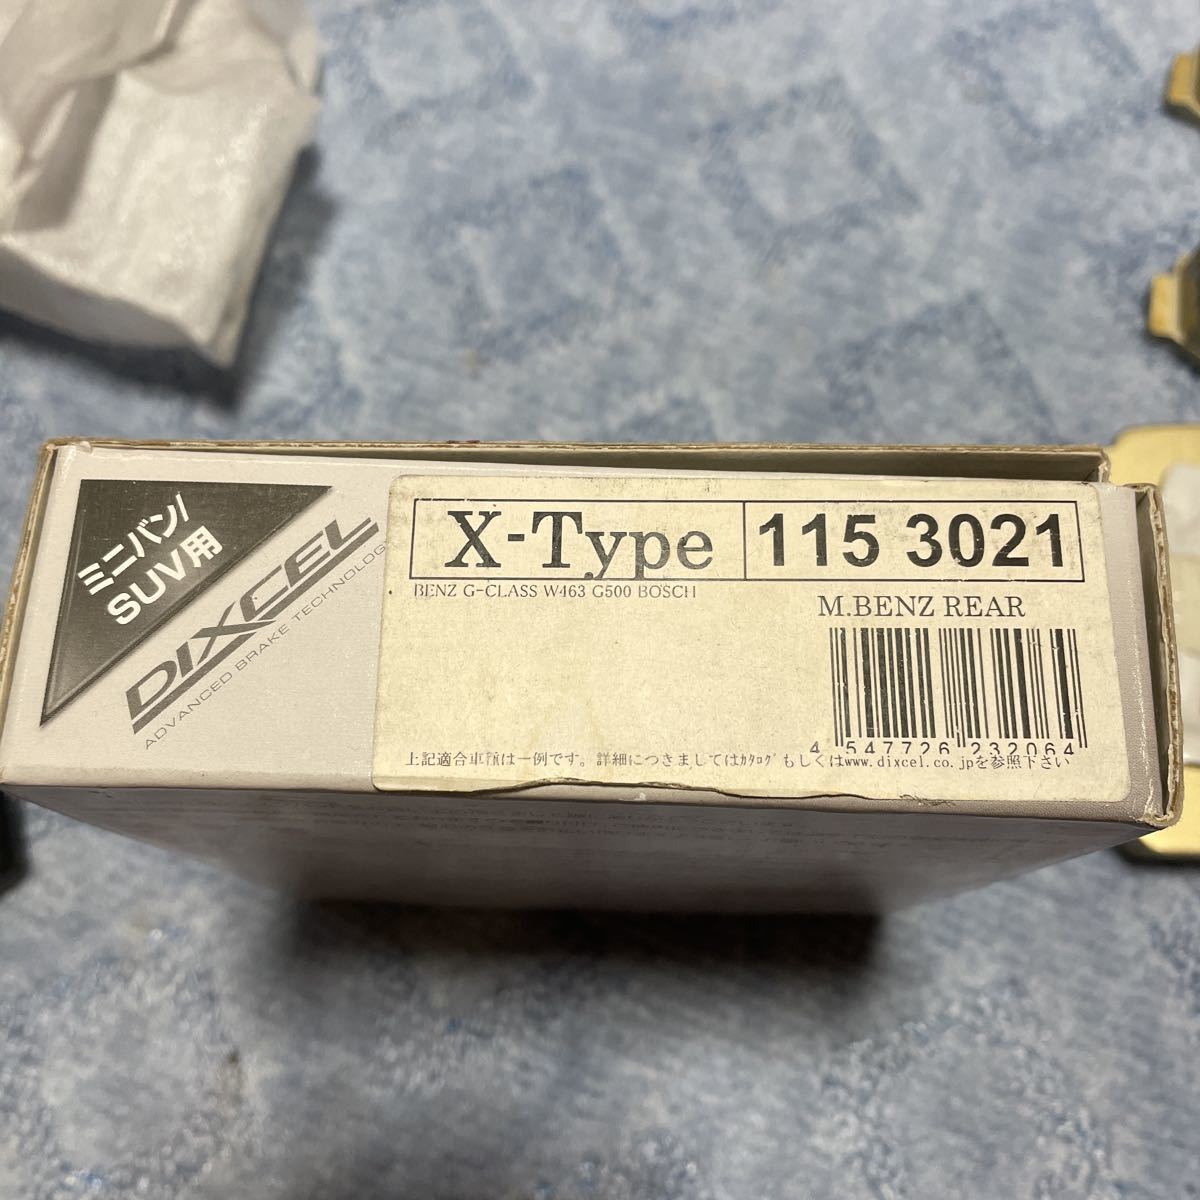 ミニバン/
SUV用
DIXCEL
ADVANCED BRAKE TECHNOLOG
X-Type
115 3021
BENZ G-CLASS W463 G500 BOSCH
M.BENZ REAR
4 547726 232064
上記適合車種は一例です。詳細につきましてはｶﾀﾛｸﾞもしくはwww.dixcel.co.jpを参照下さい